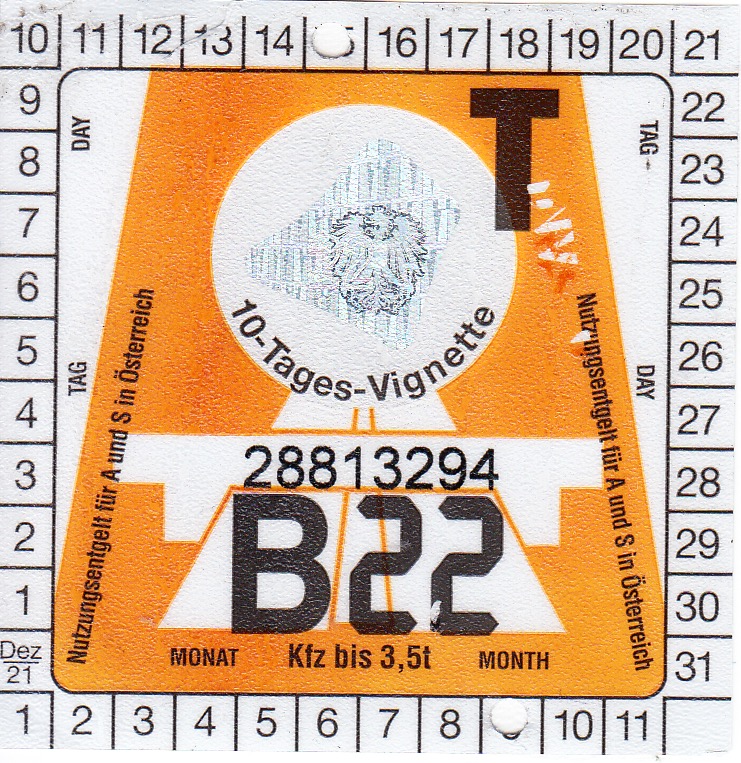 10 11 12 13 14 15 16 17 18 19 20 21
9
8
7
6
5
4
3
2
1
Dez
21
22
23
24
25
26
27
28
29
30
31
1 2 3 4 5 6 7 8 9 10 11
DAY
TAG
TAG
DAY
T
10-Tages-Vignette
Nutzungsentgelt für A und S in Österreich
Nutzungsentgelt für A und S in Österreich
28813294
B22
MONAT Kfz bis 3,5t MONTH